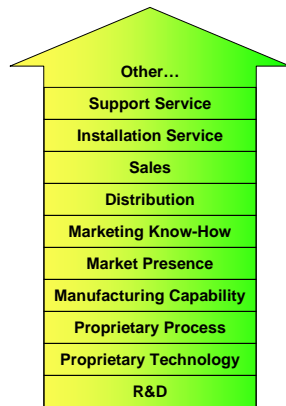 Other…
Support Service
Installation Service
Sales
Distribution
Marketing Know-How
Market Presence
Manufacturing Capability
Proprietary Process
Proprietary Technology
R&D